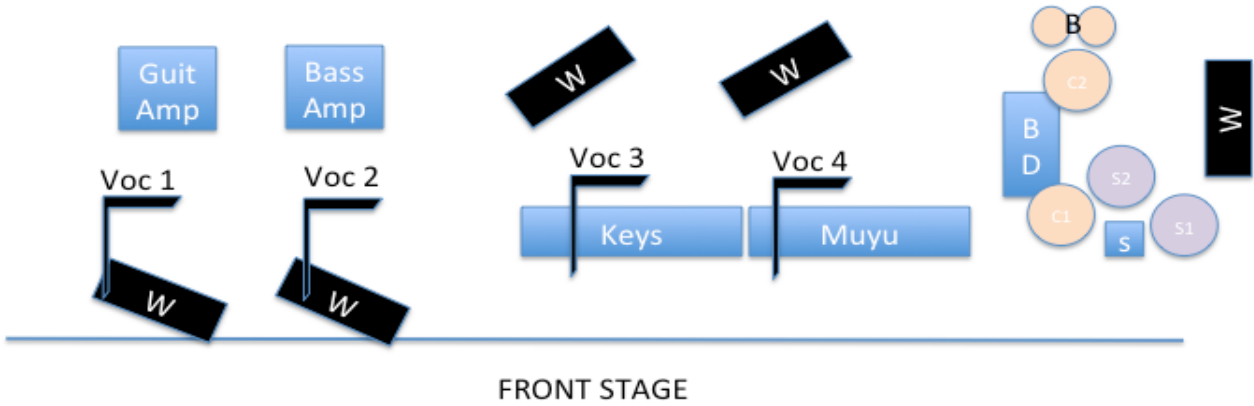 B
Guit
Amp
Bass
Amp
W
W
C2
W
B
D
Voc 1
Voc 2
Voc 3
Voc 4
S2
C1
S1
Keys
Muyu
S
W
W
FRONT STAGE